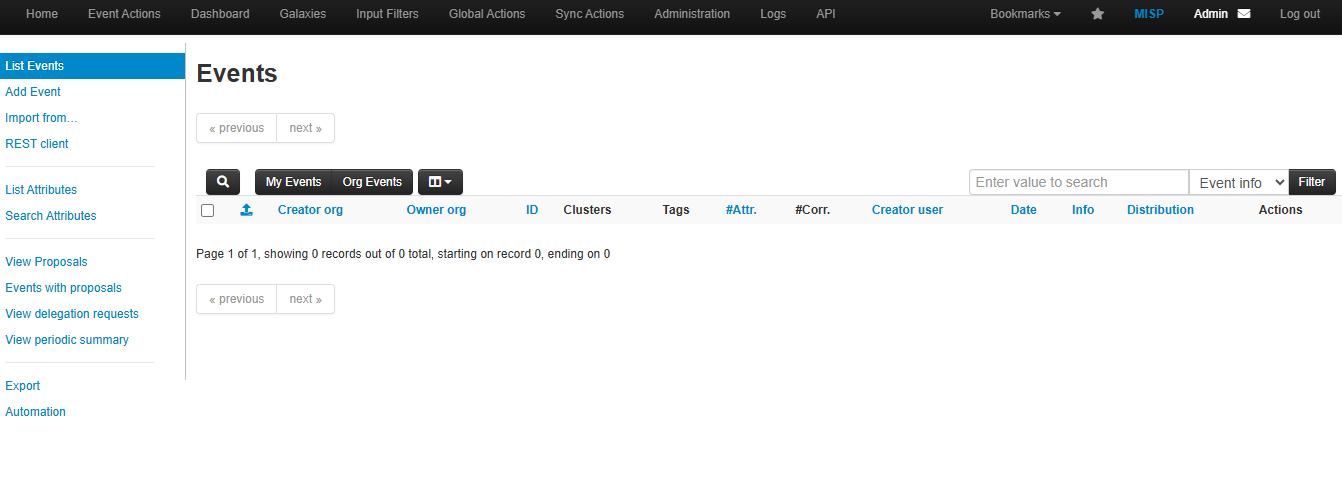 Home Event Actions Dashboard Galaxies Input Filters Global Actions Sync Actions Administration Logs API Bookmarks MISP Admin Log out
List Events
Add Event
Import from…
REST client
List Attributes
Search Attributes
View Proposals
Events with proposals
View delegation requests
View periodic summary
Export
Automation
Events
« previous next »
My Events Org Events Enter value to search Event info Filter
Creator org Owner org ID Clusters Tags #Attr. #Corr. Creator user Date Info Distribution Actions
Page 1 of 1, showing 0 records out of 0 total, starting on record 0, ending on 0
« previous next »